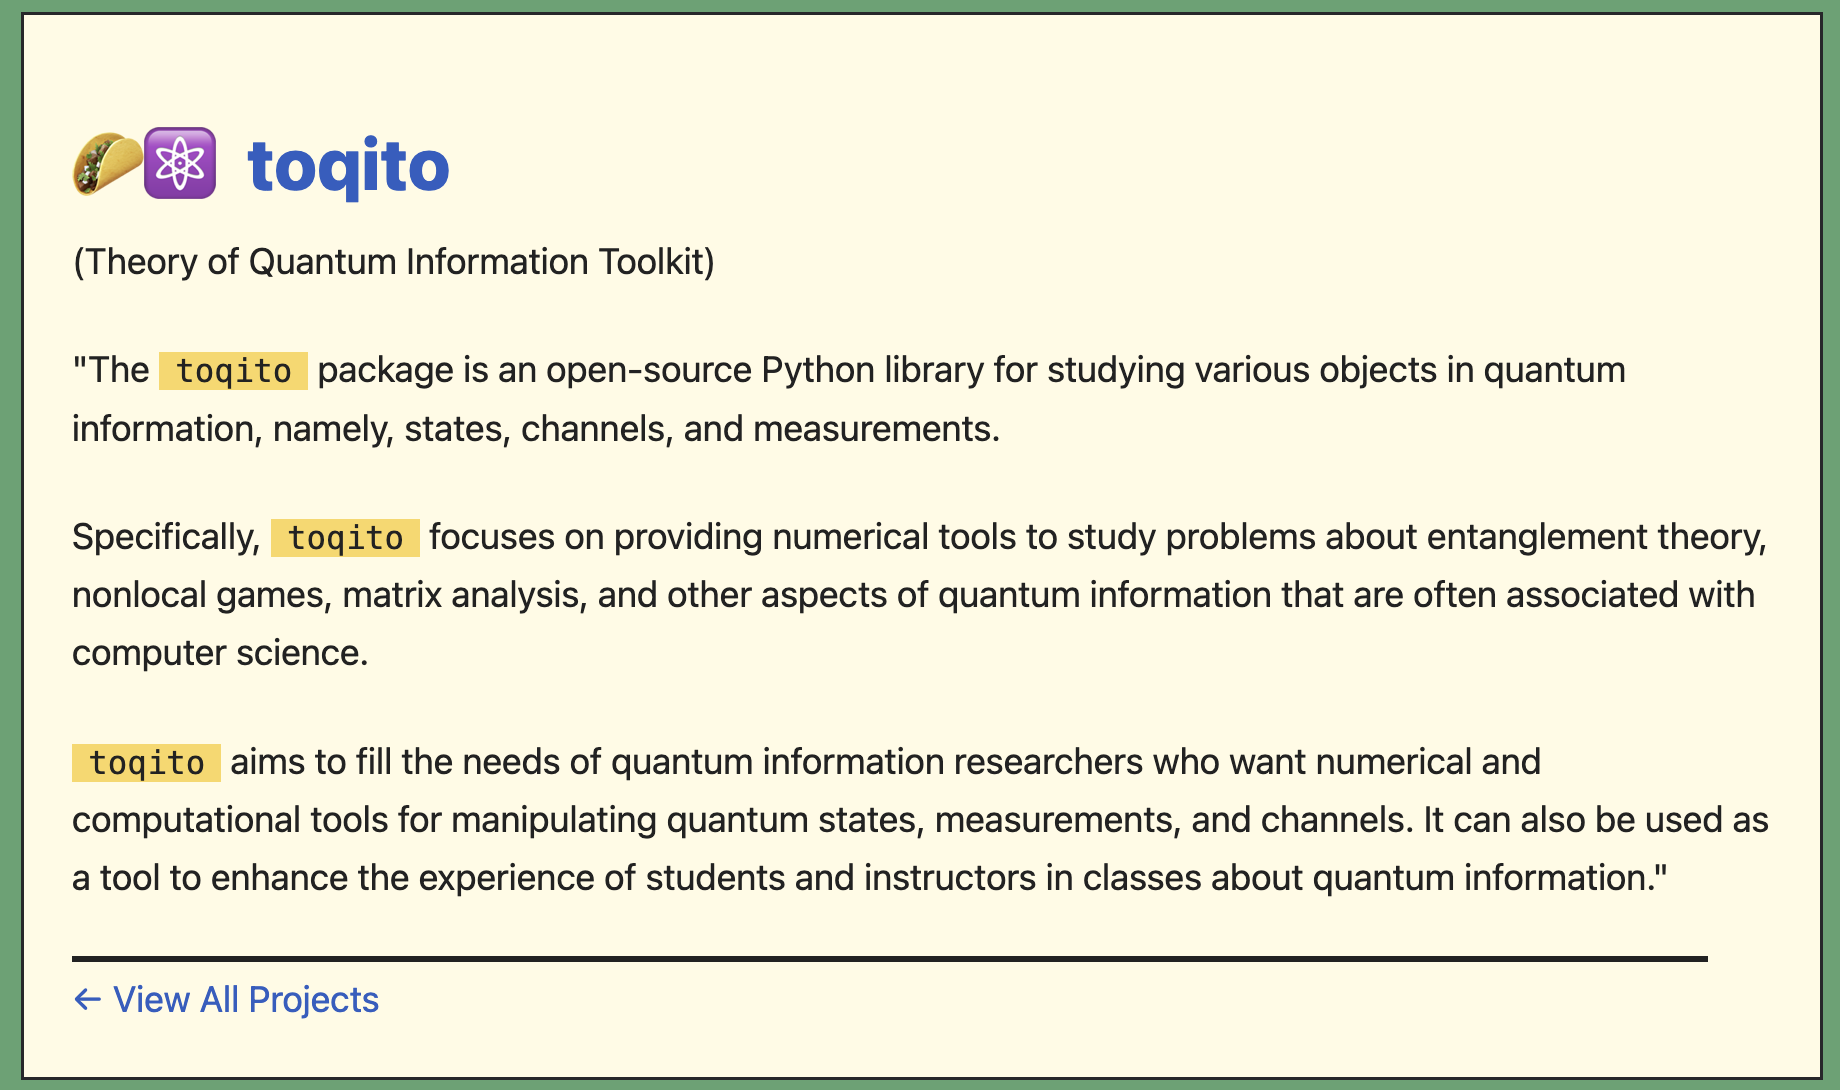 toqito
(Theory of Quantum Information Toolkit)
"The toqito package is an open-source Python library for studying various objects in quantum
information, namely, states, channels, and measurements.
Specifically, toqito focuses on providing numerical tools to study problems about entanglement theory,
nonlocal games, matrix analysis, and other aspects of quantum information that are often associated with
computer science.
toqito aims to fill the needs of quantum information researchers who want numerical and
computational tools for manipulating quantum states, measurements, and channels. It can also be used as
a tool to enhance the experience of students and instructors in classes about quantum information."
← View All Projects